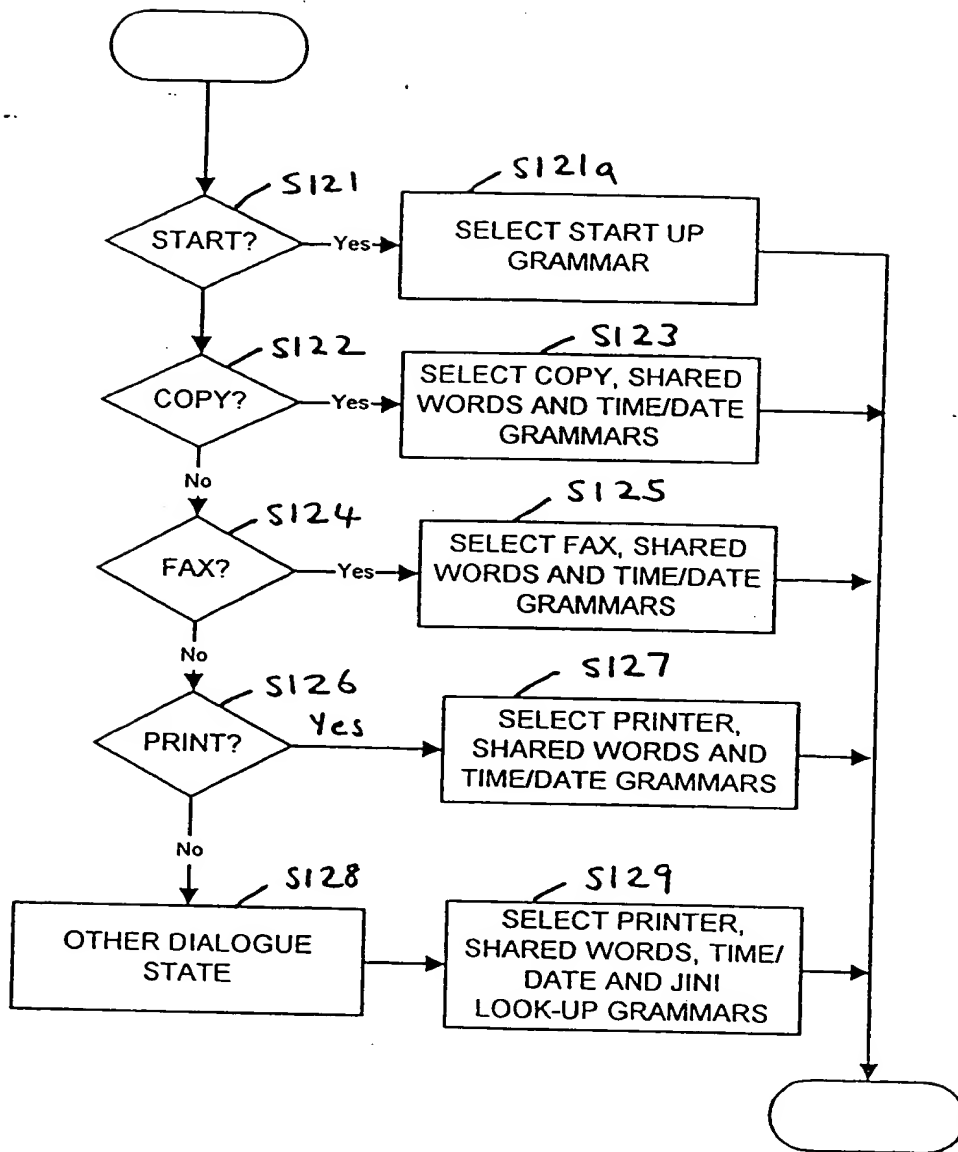 S121
START?
Yes
S121a
SELECT START UP
GRAMMAR
S122
COPY?
Yes
S123
SELECT COPY, SHARED
WORDS AND TIME/DATE
GRAMMARS
No
S124
FAX?
Yes
S125
SELECT FAX, SHARED
WORDS AND TIME/DATE
GRAMMARS
No
S126
PRINT?
Yes
S127
SELECT PRINTER,
SHARED WORDS AND
TIME/DATE GRAMMARS
No
S128
OTHER DIALOGUE
STATE
S129
SELECT PRINTER,
SHARED WORDS, TIME/
DATE AND JINI
LOOK-UP GRAMMARS